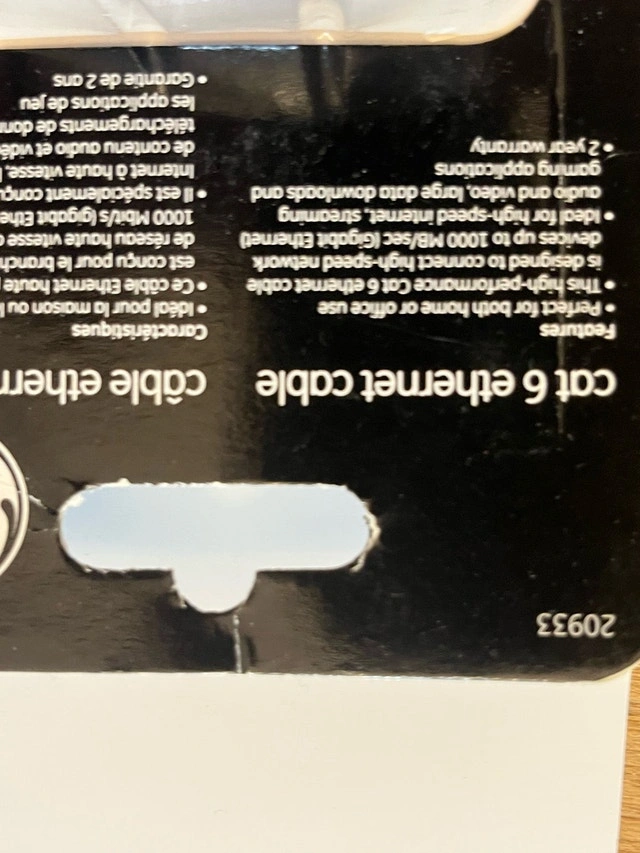 20933
cat 6 ethernet cable
Features
• Perfect for both home or office use
• This high-performance Cat 6 ethernet cable
is designed to connect high-speed network
devices up to 1000 MB/sec (Gigabit Ethernet)
• Ideal for high-speed internet, streaming
audio and video, large data downloads and
gaming applications
• 2 year warranty
câble ethern
Caractéristiques
• Idéal pour la maison ou l
• Ce câble Ethernet haute
est conçu pour le branch
de réseau haute vitesse
1000 Mbit/s (gigabit Ethe
• Il est spécialement conçu
Internet à haute vitesse,
de contenu audio et vidé
téléchargements de donn
les applications de jeu
• Garantie de 2 ans